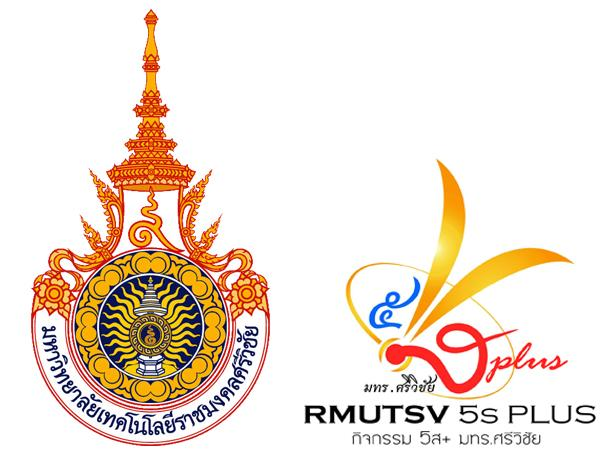 มหาวิทยาลัยเทคโนโลยีราชมงคลศรีวิชัย
๕ ส plus
มทร.ศรีวิชัย
RMUTSV 5S PLUS
กิจกรรม 5ส+ มทร.ศรีวิชัย